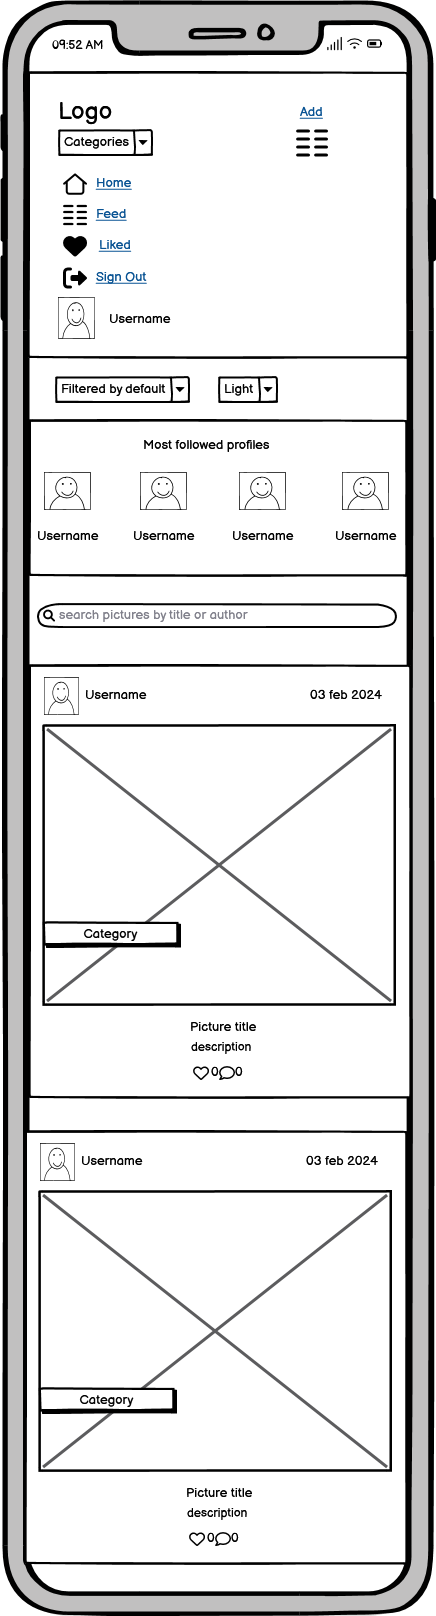 09:52 AM
Logo
Add
Categories
Home
Feed
Liked
Sign Out
Username
Filtered by default
Light
Most followed profiles
Username Username Username Username
search pictures by title or author
Username 03 feb 2024
Category
Picture title
description
0 0
Username 03 feb 2024
Category
Picture title
description
0 0